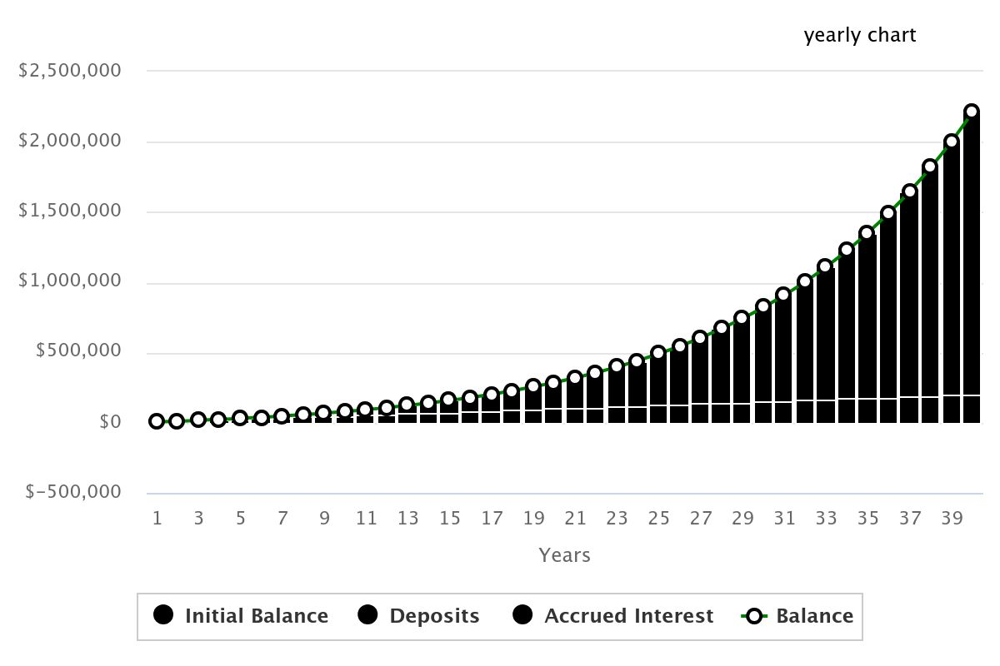 yearly chart
$2,500,000
$2,000,000
$1,500,000
$1,000,000
$500,000
$0
$-500,000
1 3 5 7 9 11 13 15 17 19 21 23 25 27 29 31 33 35 37 39
Years
Initial Balance Deposits Accrued Interest Balance